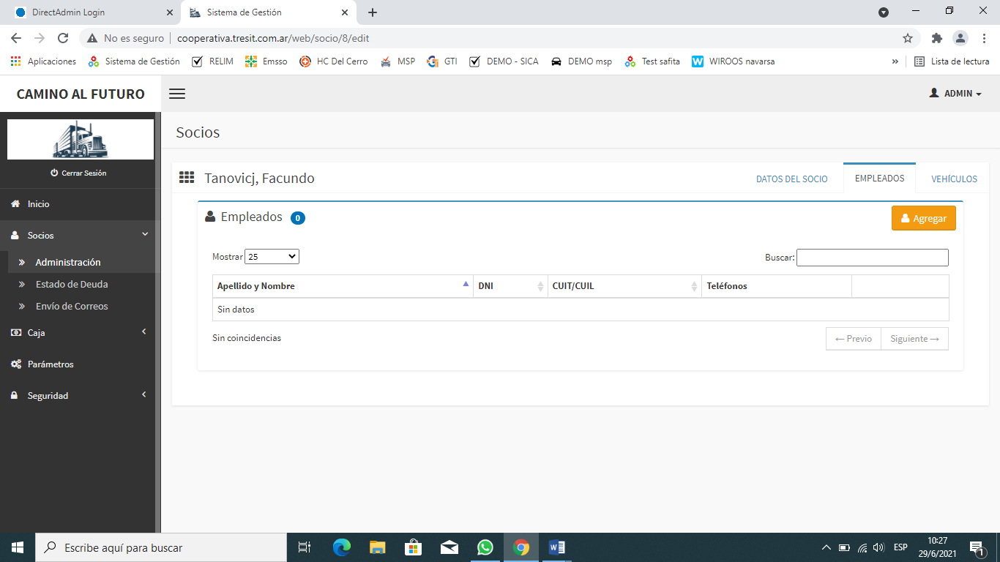 DirectAdmin Login
Sistema de Gestión
No es seguro
cooperativa.tresit.com.ar/web/socio/8/edit
Aplicaciones
Sistema de Gestión
RELIM
Emsso
HC Del Cerro
MSP
GTI
DEMO - SICA
DEMO msp
Test safita
WIROOS navarsa
»
Lista de lectura
CAMINO AL FUTURO
ADMIN
Cerrar Sesión
Inicio
Socios
Administración
Estado de Deuda
Envío de Correos
Caja
Parámetros
Seguridad
Socios
Tanovicj, Facundo
DATOS DEL SOCIO
EMPLEADOS
VEHÍCULOS
Empleados 0
Agregar
Mostrar 25
Buscar:
Apellido y Nombre
DNI
CUIT/CUIL
Teléfonos
Sin datos
Sin coincidencias
← Previo
Siguiente →
Escribe aquí para buscar
ESP
10:27
29/6/2021
1